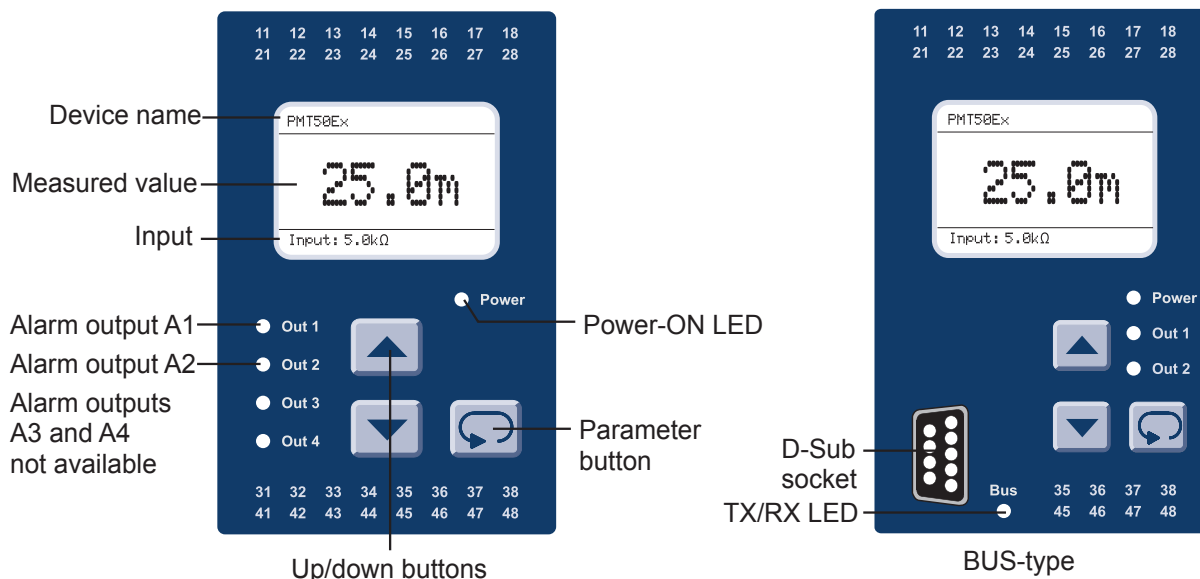 11 12 13 14 15 16 17 18
21 22 23 24 25 26 27 28
Device name
PMT50Ex
Measured value
25.0m
Input
Input: 5.0kΩ
Power
Power-ON LED
Alarm output A1
Out 1
Alarm output A2
Out 2
Alarm outputs
A3 and A4
not available
Out 3
Out 4
Parameter
button
31 32 33 34 35 36 37 38
41 42 43 44 45 46 47 48
Up/down buttons
11 12 13 14 15 16 17 18
21 22 23 24 25 26 27 28
PMT50Ex
25.0m
Input: 5.0kΩ
Power
Out 1
Out 2
D-Sub
socket
TX/RX LED
Bus
35 36 37 38
45 46 47 48
BUS-type